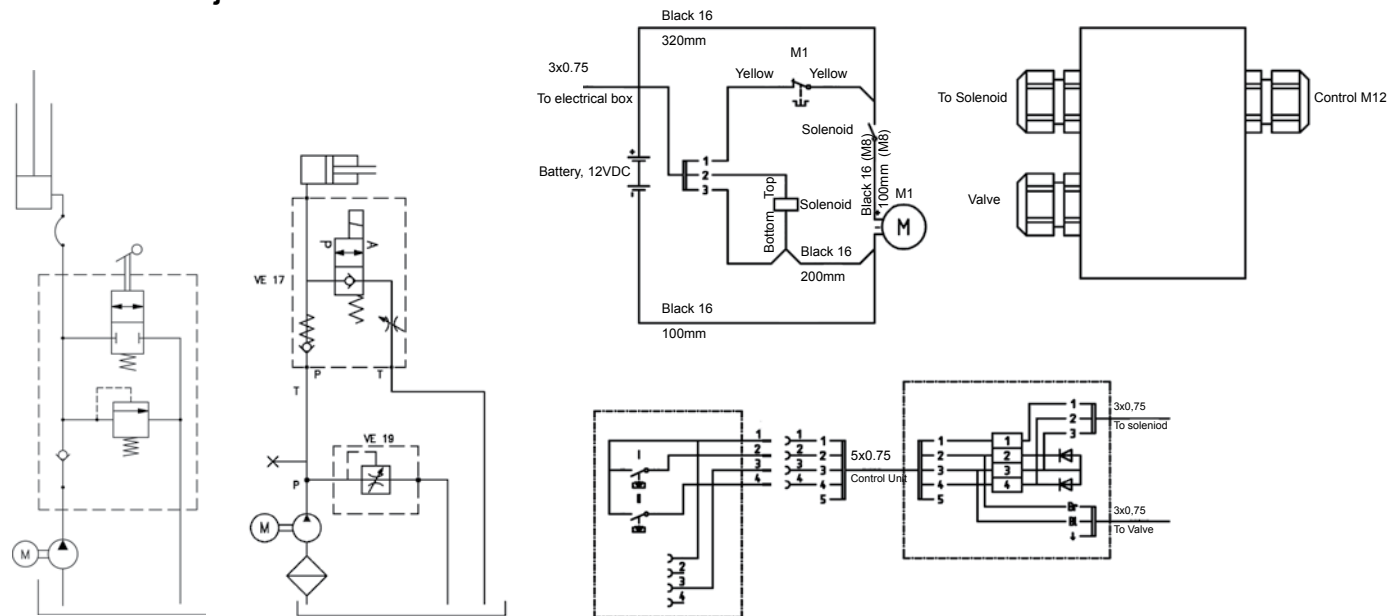 j
M
A
P
VE 17
P
T
T
VE 19
P
M
Black 16
320mm
M1
3x0.75
Yellow
Yellow
To electrical box
Solenoid
+
Battery, 12VDC
-
1
2
3
Top
Solenoid
Bottom
Black 16 (M8)
100mm (M8)
M1
+
-
M
Black 16
200mm
Black 16
100mm
To Solenoid
Control M12
Valve
I
II
1
2
3
4
2
3
4
1
2
3
4
1
2
3
4
5
5x0.75
Control Unit
1
2
3
4
5
1
2
3
4
1
2
3
3x0,75
To soleniod
Br
Bl
3x0,75
To Valve